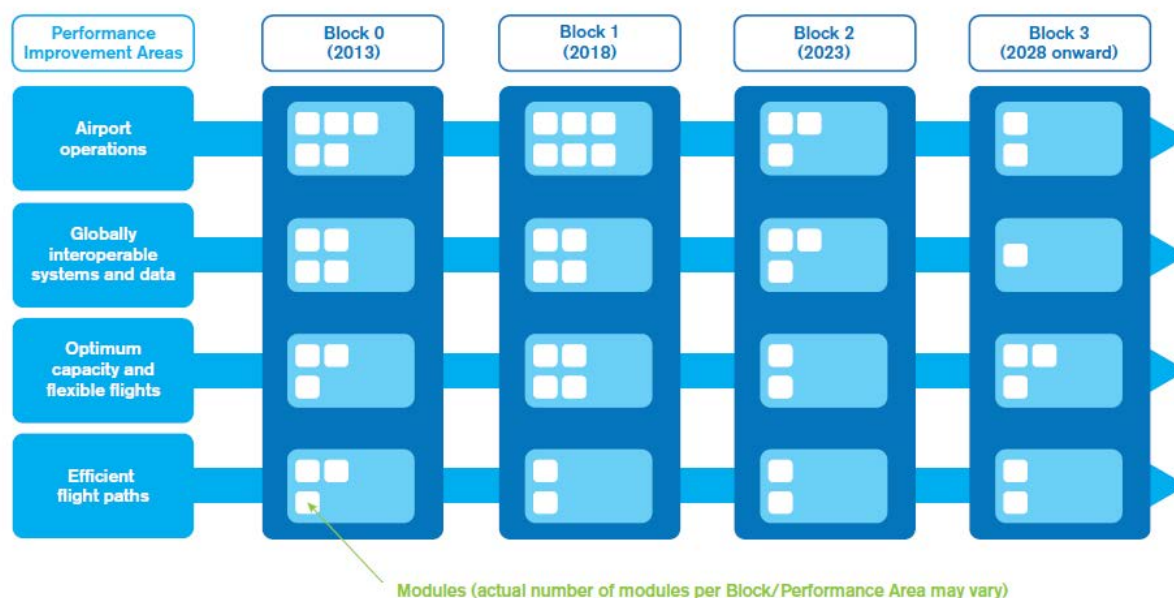 Performance
Improvement Areas
Block 0
(2013)
Block 1
(2018)
Block 2
(2023)
Block 3
(2028 onward)
Airport
operations
Globally
interoperable
systems and data
Optimum
capacity and
flexible flights
Efficient
flight paths
Modules (actual number of modules per Block/Performance Area may vary)